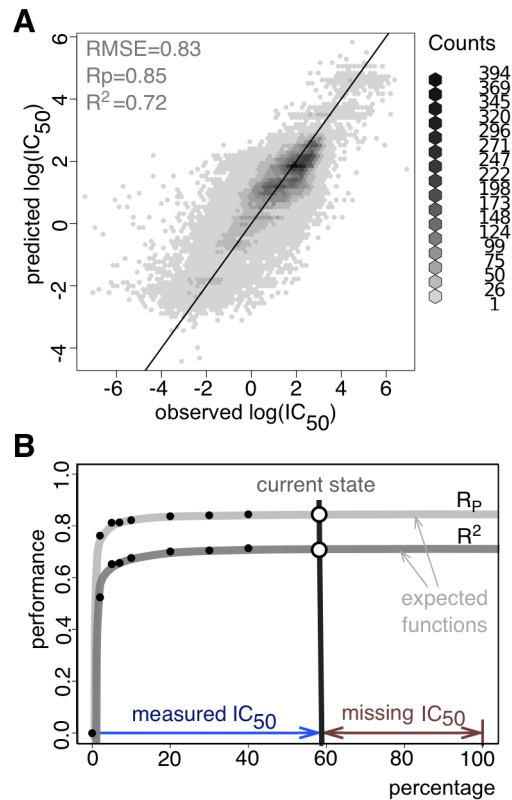 A
RMSE=0.83
Rp=0.85
R²=0.72
predicted log(IC50)
6
4
2
0
-2
-4
-6
-4
-2
0
2
4
6
observed log(IC50)
Counts
394
369
345
320
296
271
247
222
198
173
148
124
99
75
50
26
1
B
performance
1.0
0.8
0.6
0.4
0.2
0.0
current state
RP
R²
expected
functions
measured IC50
missing IC50
0
20
40
60
80
100
percentage